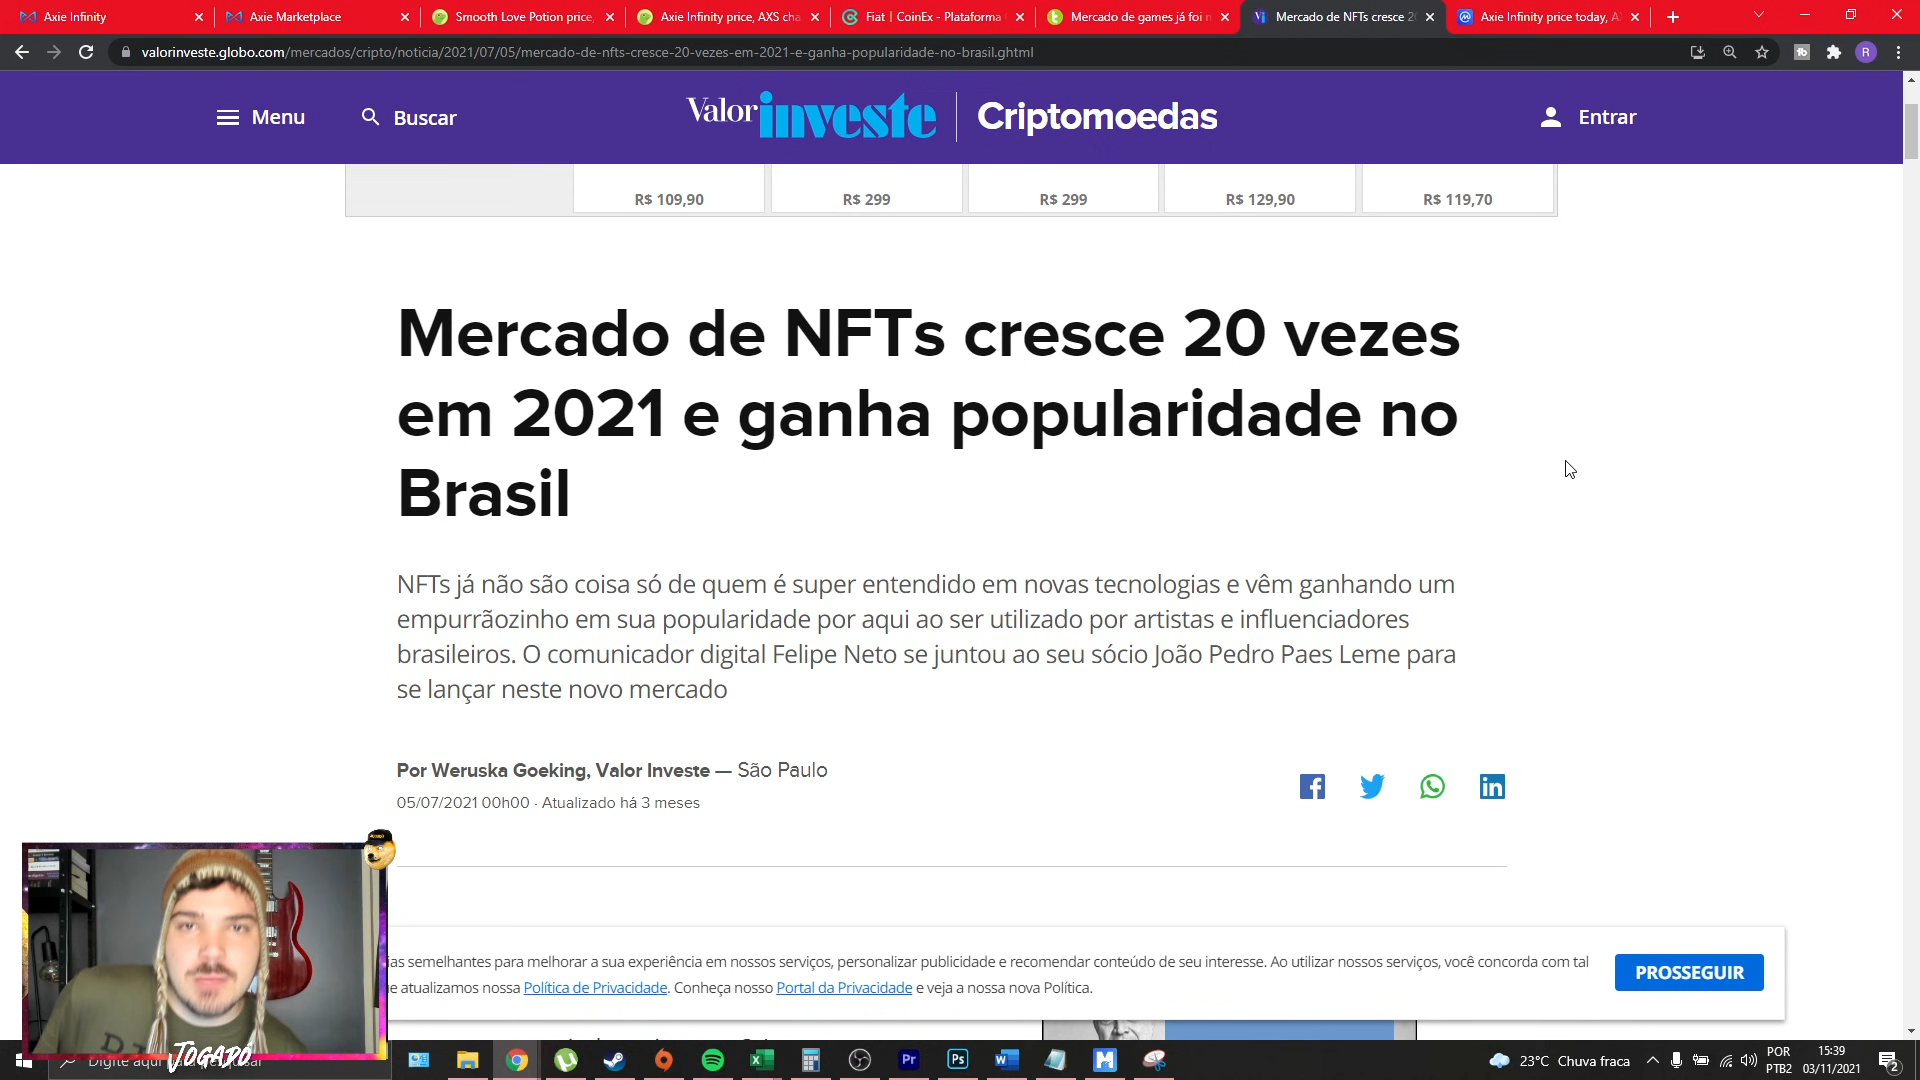 Axie Infinity
Axie Marketplace
Smooth Love Potion price,
Axie Infinity price, AXS cha
Fiat | CoinEx - Plataforma
Mercado de games já foi
Mercado de NFTs cresce 20
Axie Infinity price today, A
valorinveste.globo.com/mercados/cripto/noticia/2021/07/05/mercado-de-nfts-cresce-20-vezes-em-2021-e-ganha-popularidade-no-brasil.ghtml
R
Menu
Buscar
Valor investe
Criptomoedas
Entrar
R$ 109,90
R$ 299
R$ 299
R$ 129,90
R$ 119,70
Mercado de NFTs cresce 20 vezes
em 2021 e ganha popularidade no
Brasil
NFTs já não são coisa só de quem é super entendido em novas tecnologias e vêm ganhando um
empurrãozinho em sua popularidade por aqui ao ser utilizado por artistas e influenciadores
brasileiros. O comunicador digital Felipe Neto se juntou ao seu sócio João Pedro Paes Leme para
se lançar neste novo mercado
Por Weruska Goeking, Valor Investe — São Paulo
05/07/2021 00h00 · Atualizado há 3 meses
ias semelhantes para melhorar a sua experiência em nossos serviços, personalizar publicidade e recomendar conteúdo de seu interesse. Ao utilizar nossos serviços, você concorda com tal
e atualizamos nossa Política de Privacidade. Conheça nosso Portal da Privacidade e veja a nossa nova Política.
PROSSEGUIR
JOGADO
Digite aqui para pesquisar
23°C Chuva fraca
POR
PTB2
15:39
03/11/2021
2